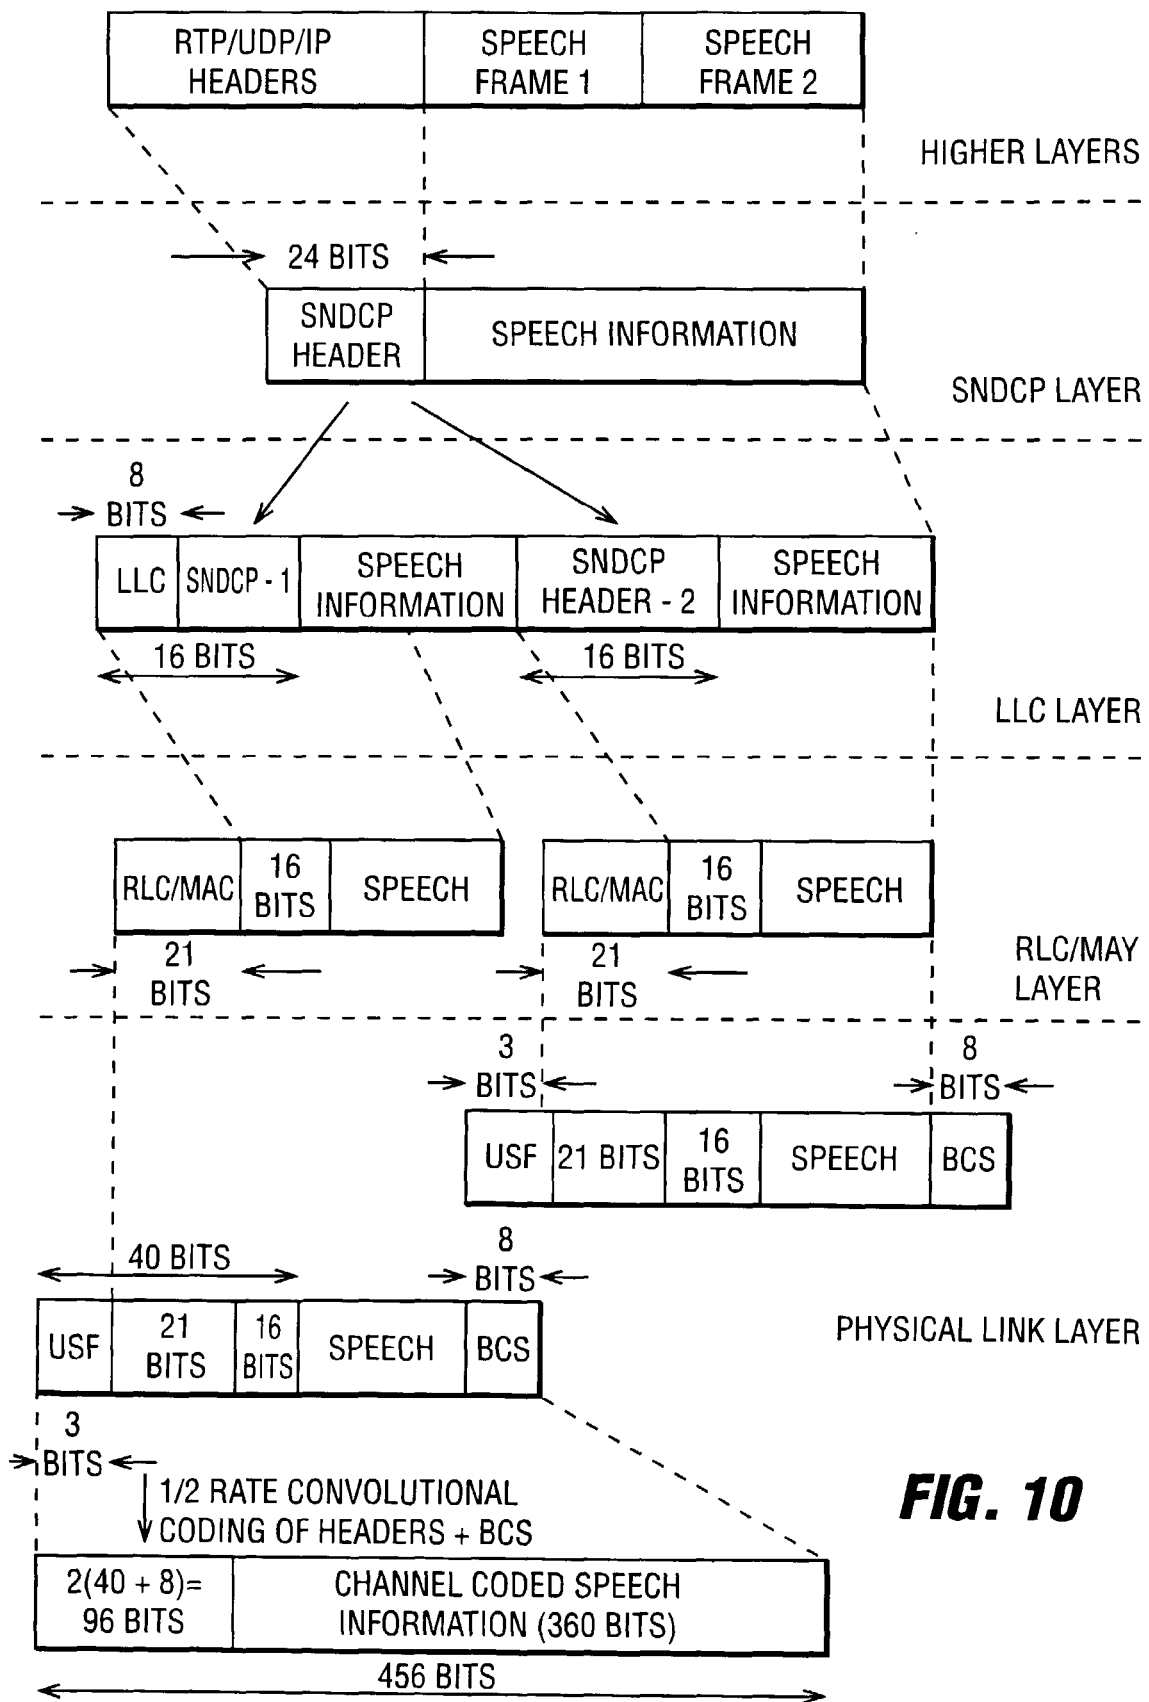 RTP/UDP/IP
HEADERS
SPEECH
FRAME 1
SPEECH
FRAME 2
HIGHER LAYERS
24 BITS
SNDCP
HEADER
SPEECH INFORMATION
SNDCP LAYER
8
BITS
LLC
SNDCP - 1
SPEECH
INFORMATION
SNDCP
HEADER - 2
SPEECH
INFORMATION
16 BITS
16 BITS
LLC LAYER
RLC/MAC
16
BITS
SPEECH
RLC/MAC
16
BITS
SPEECH
21
BITS
21
BITS
RLC/MAY
LAYER
3
BITS
8
BITS
USF
21 BITS
16
BITS
SPEECH
BCS
40 BITS
8
BITS
USF
21
BITS
16
BITS
SPEECH
BCS
PHYSICAL LINK LAYER
3
BITS
1/2 RATE CONVOLUTIONAL
CODING OF HEADERS + BCS
FIG. 10
2(40 + 8)=
96 BITS
CHANNEL CODED SPEECH
INFORMATION (360 BITS)
456 BITS